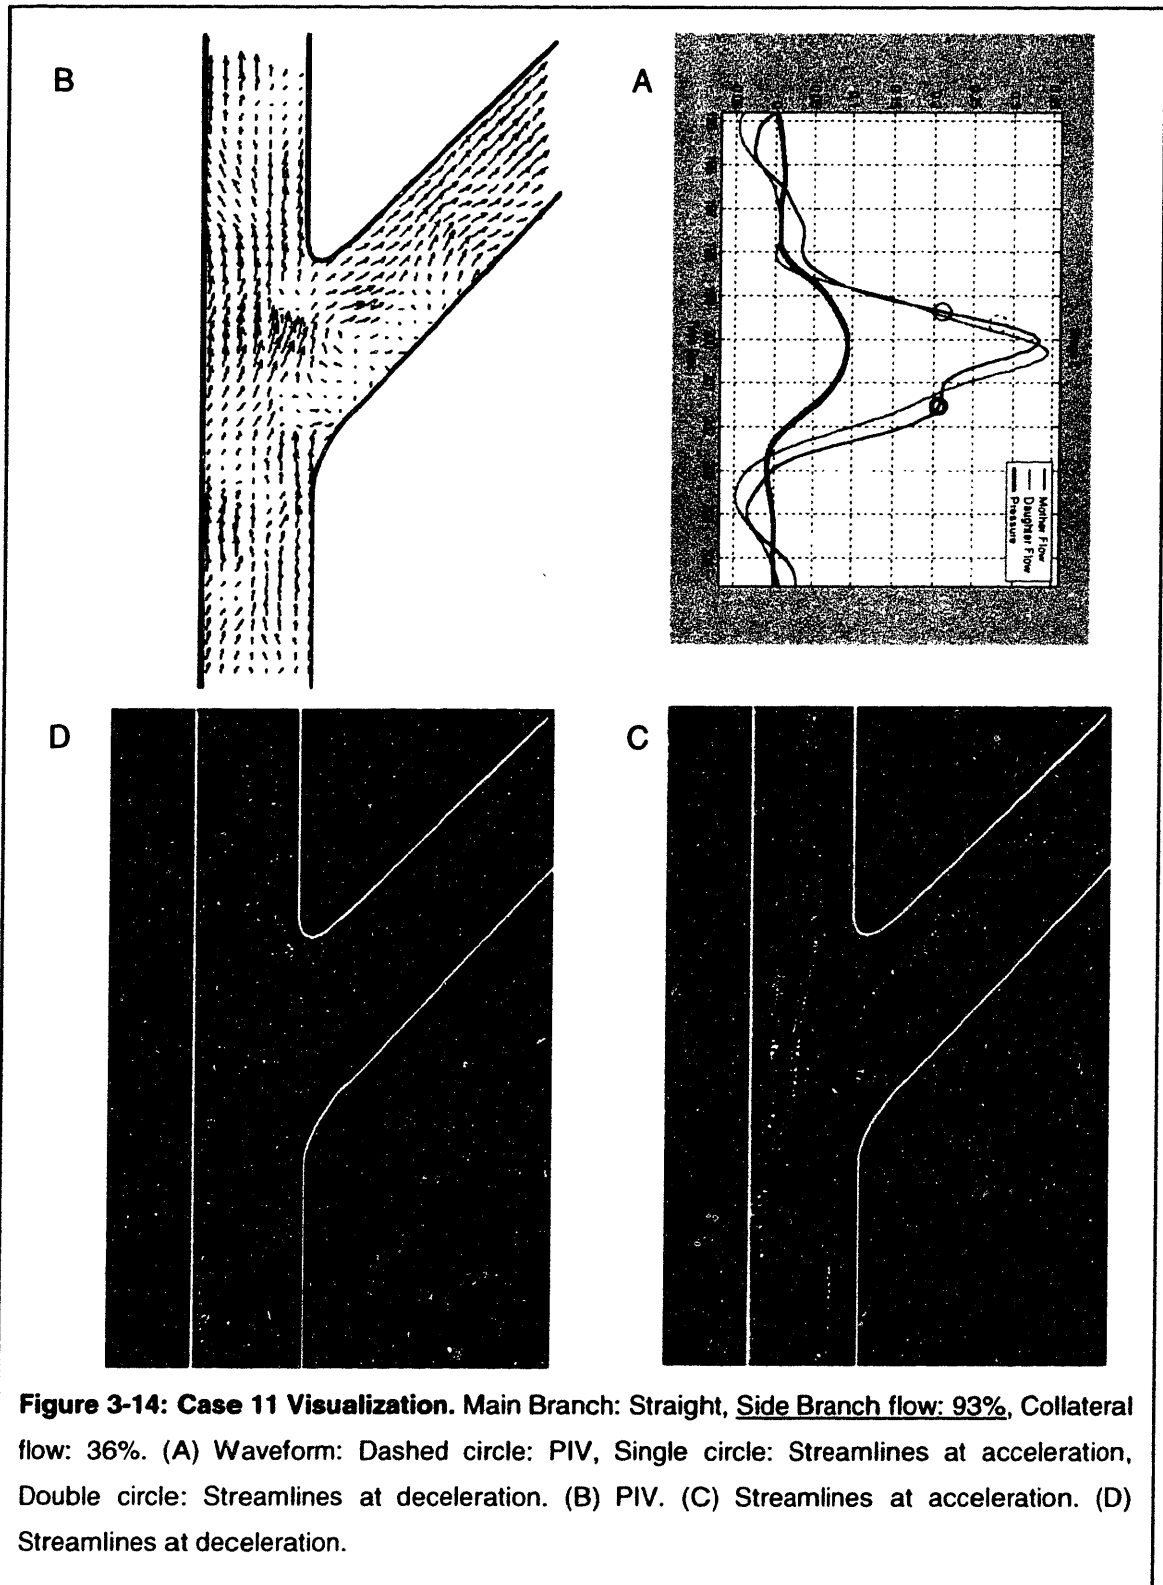 B
A
Mother Flow
Daughter Flow
Pressure
D
C
Figure 3-14: Case 11 Visualization. Main Branch: Straight, Side Branch flow: 93%, Collateral
flow: 36%. (A) Waveform: Dashed circle: PIV, Single circle: Streamlines at acceleration,
Double circle: Streamlines at deceleration. (B) PIV. (C) Streamlines at acceleration. (D)
Streamlines at deceleration.